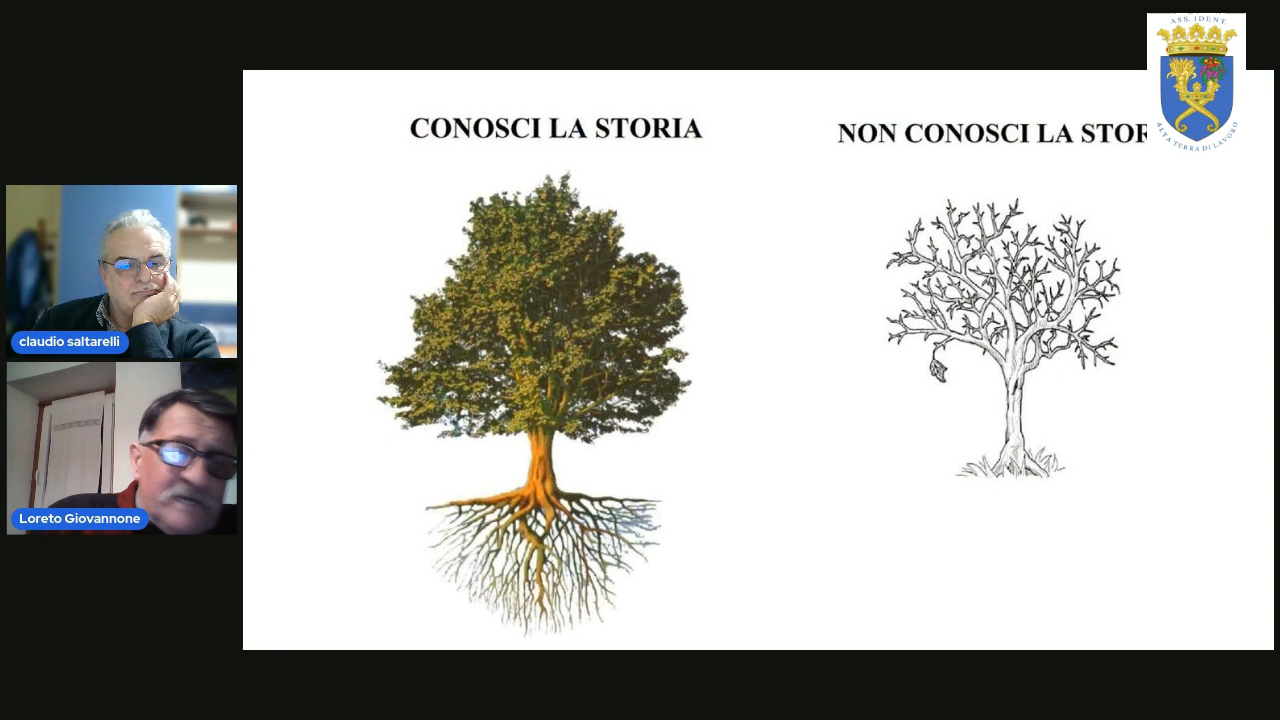 ASS. IDENT.
ALTA TERRA DI LAVORO
CONOSCI LA STORIA
NON CONOSCI LA STOR
claudio saltarelli
Loreto Giovannone